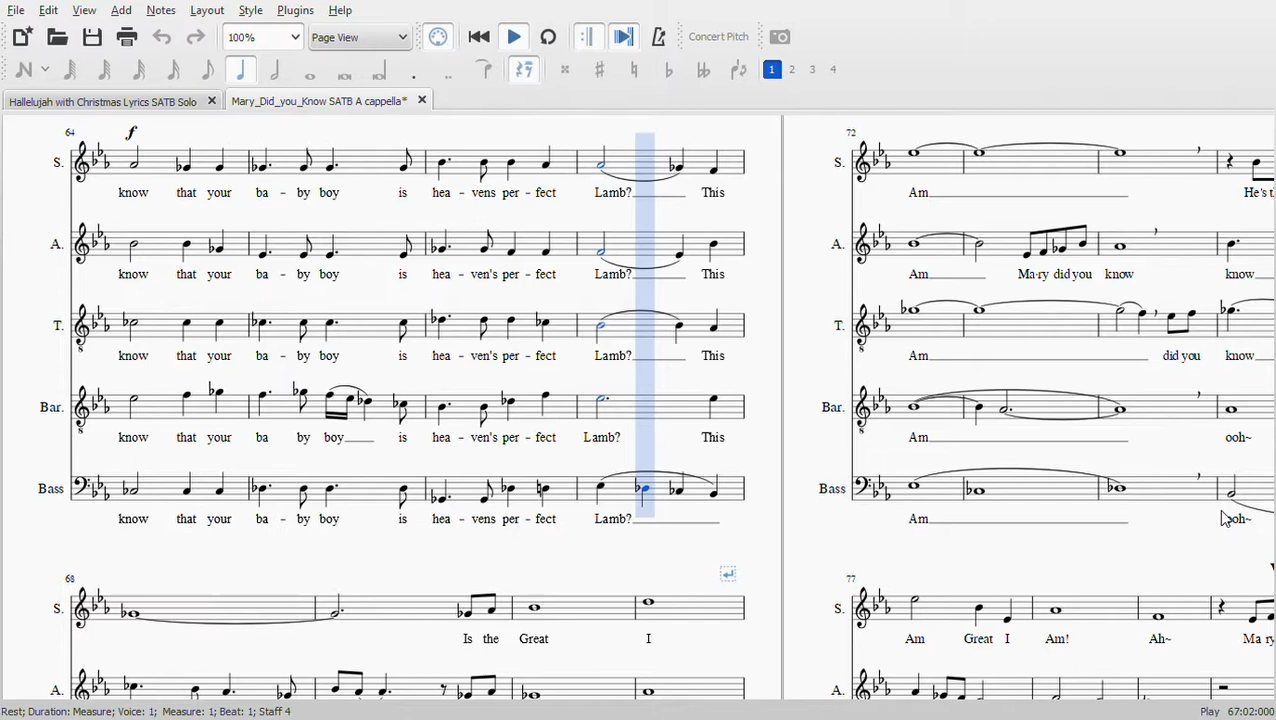 File Edit View Add Notes Layout Style Plugins Help
100% Page View Concert Pitch
1 2 3 4
Hallelujah with Christmas Lyrics SATB Solo Mary_Did_you_Know SATB A cappella*
64 f
S.
know that your ba - by boy is hea - vens per - fect Lamb? This
A.
know that your ba - by boy is hea - ven's per - fect Lamb? This
T.
know that your ba - by boy is hea - ven's per - fect Lamb? This
Bar.
know that your ba by boy is hea - ven's per - fect Lamb? This
Bass
know that your ba - by boy is hea - vens per - fect Lamb?
68
S.
Is the Great I
A.
72
S.
Am He's t
A.
Am Mary did you know know
T.
Am did you know
Bar.
Am ooh~
Bass
Am ooh~
77
S.
Am Great I Am! Ah~ Ma ry
A.
Rest; Duration: Measure; Voice: 1; Measure: 1; Beat: 1; Staff 4 Play 67:02:000